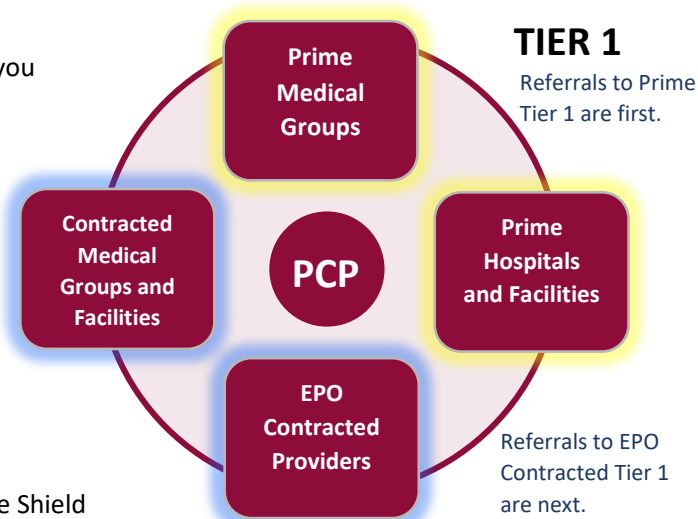 you
Prime
Medical
Groups
TIER 1
Referrals to Prime
Tier 1 are first.
Contracted
Medical
Groups and
Facilities
PCP
Prime
Hospitals
and Facilities
EPO
Contracted
Providers
Referrals to EPO
Contracted Tier 1
are next.
e Shield